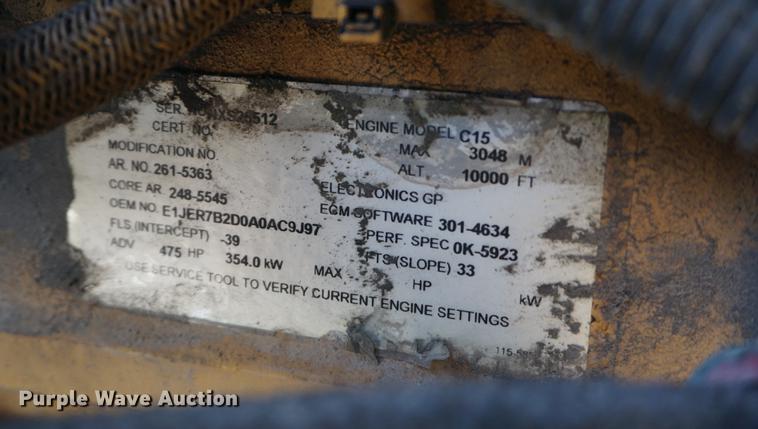 SER. NXS25512 ENGINE MODEL C15
CERT. NO. MAX 3048 M
MODIFICATION NO. ALT 10000 FT
AR. NO. 261-5363 ELECTRONICS GP
CORE AR. 248-5545 ECM SOFTWARE 301-4634
OEM NO. E1JER7B2D0A0AC9J97 PERF. SPEC 0K-5923
FLS (INTERCEPT) -39 FTS (SLOPE) 33
ADV 475 HP 354.0 kW MAX HP kW
USE SERVICE TOOL TO VERIFY CURRENT ENGINE SETTINGS
Purple Wave Auction